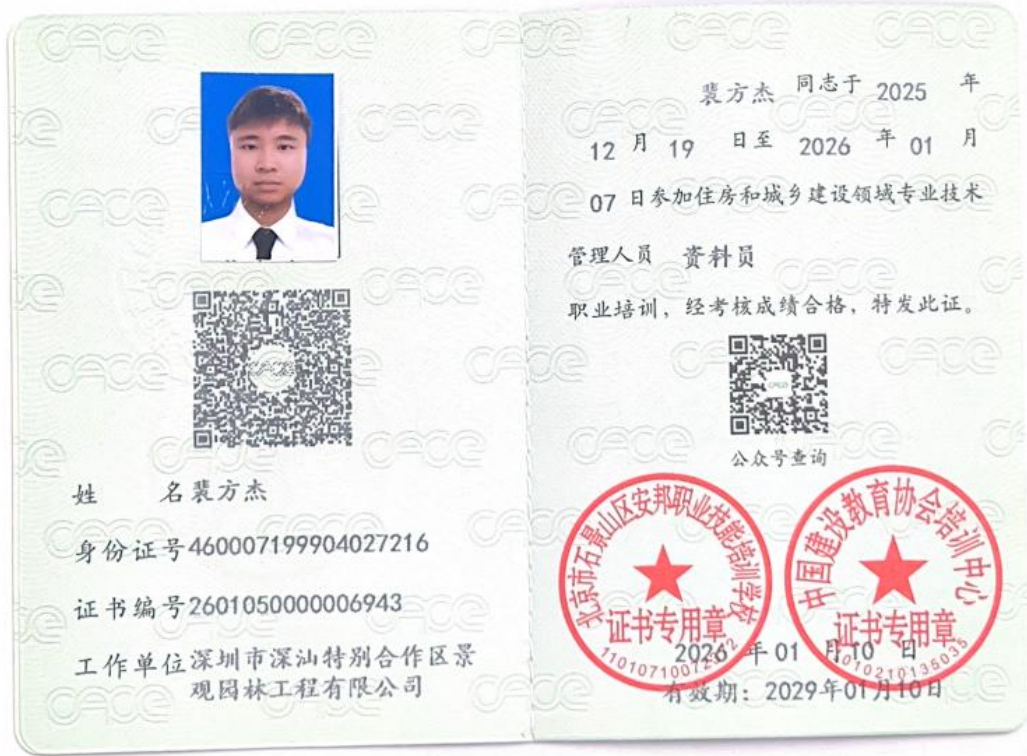 姓 名裴方杰
身份证号460007199904027216
证书编号2601050000006943
工作单位深圳市深汕特别合作区景
观园林工程有限公司
裴方杰 同志于 2025 年
12 月 19 日至 2026 年 01 月
07 日参加住房和城乡建设领域专业技术
管理人员 资料员
职业培训，经考核成绩合格，特发此证。
公众号查询
北京市石景山区安邦职业技能培训学校
证书专用章
中国建设教育协会培训中心
证书专用章
2026 年 01 月 10 日
有效期：2029年01月10日
CACE